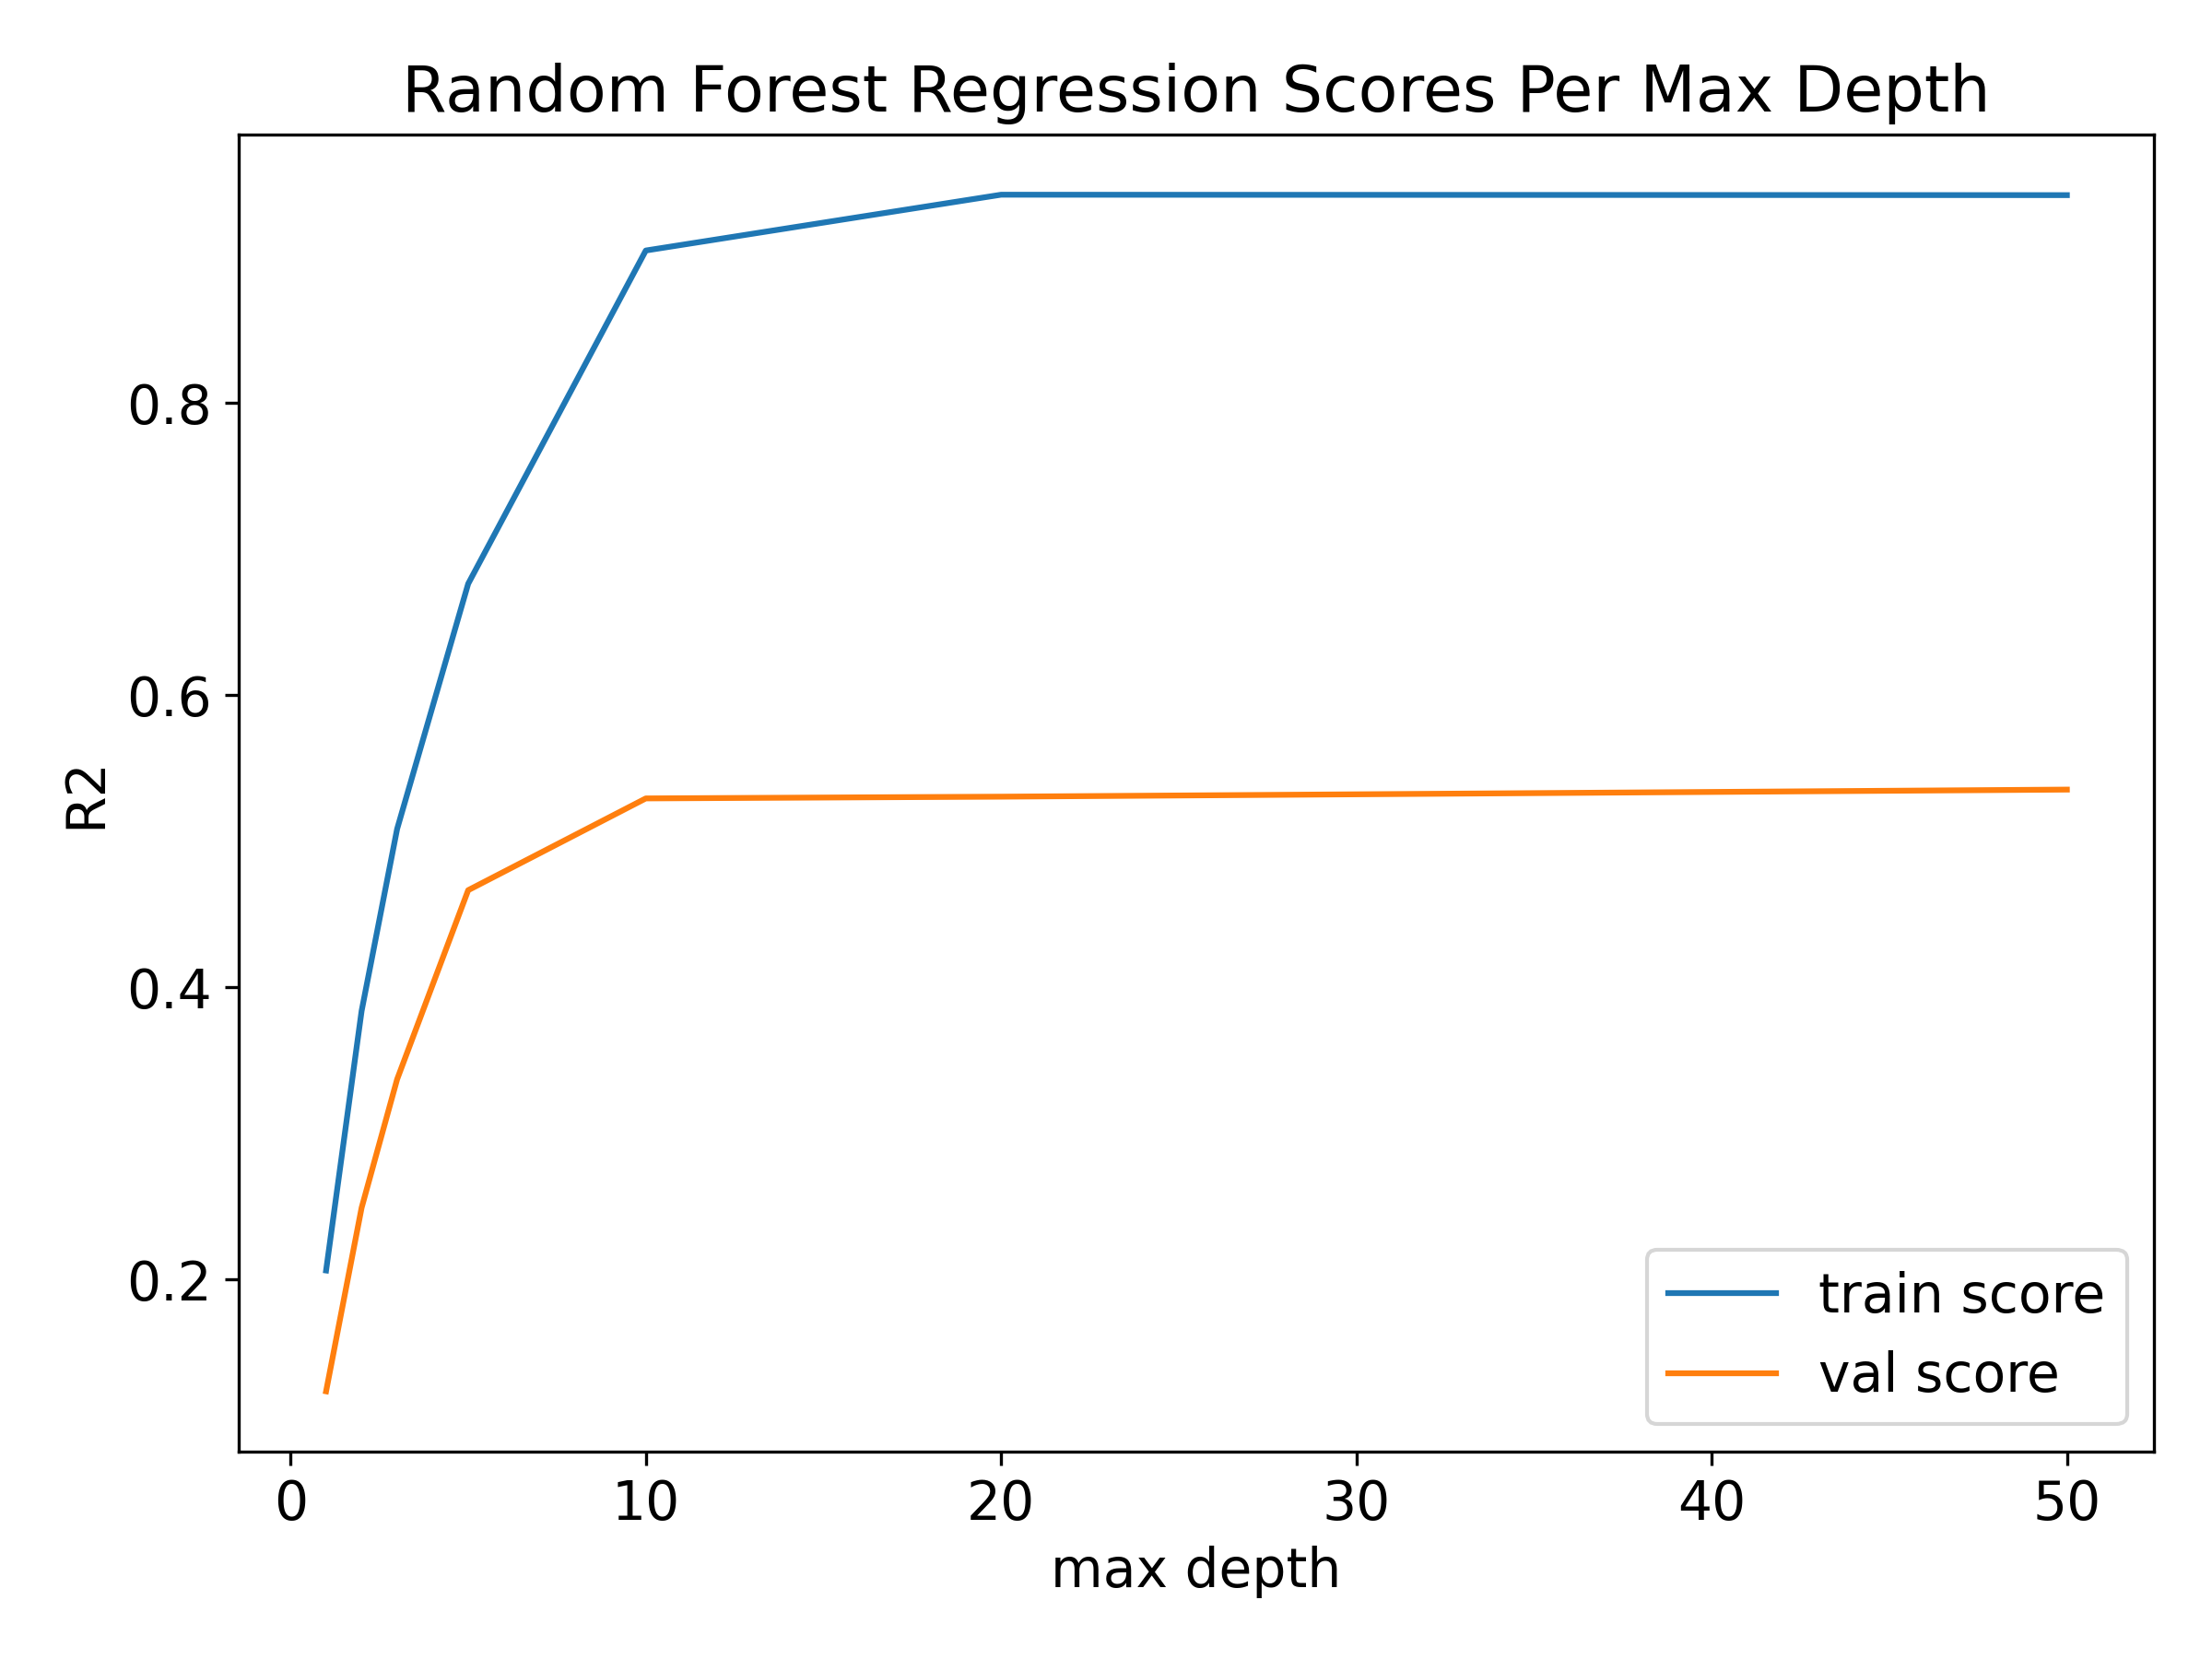 Random Forest Regression Scores Per Max Depth
0.8
0.6
R2
0.4
0.2
train score
val score
0 10 20 30 40 50
max depth